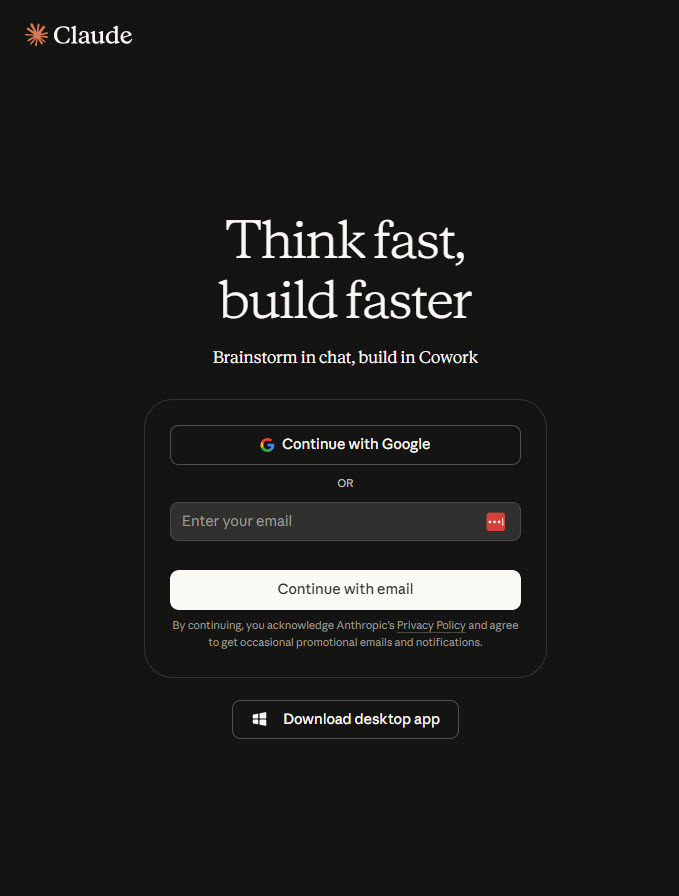 Claude
Think fast,
build faster
Brainstorm in chat, build in Cowork
Continue with Google
OR
Enter your email
Continue with email
By continuing, you acknowledge Anthropic's Privacy Policy and agree
to get occasional promotional emails and notifications.
Download desktop app